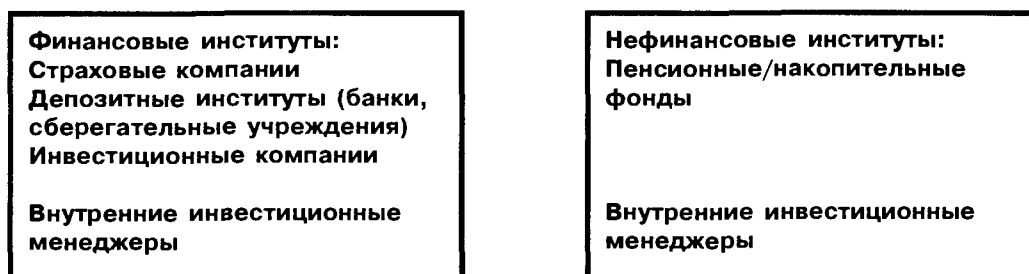 Финансовые институты:
Страховые компании
Депозитные институты (банки,
сберегательные учреждения)
Инвестиционные компании
Внутренние инвестиционные
менеджеры
Нефинансовые институты:
Пенсионные/накопительные
фонды
Внутренние инвестиционные
менеджеры